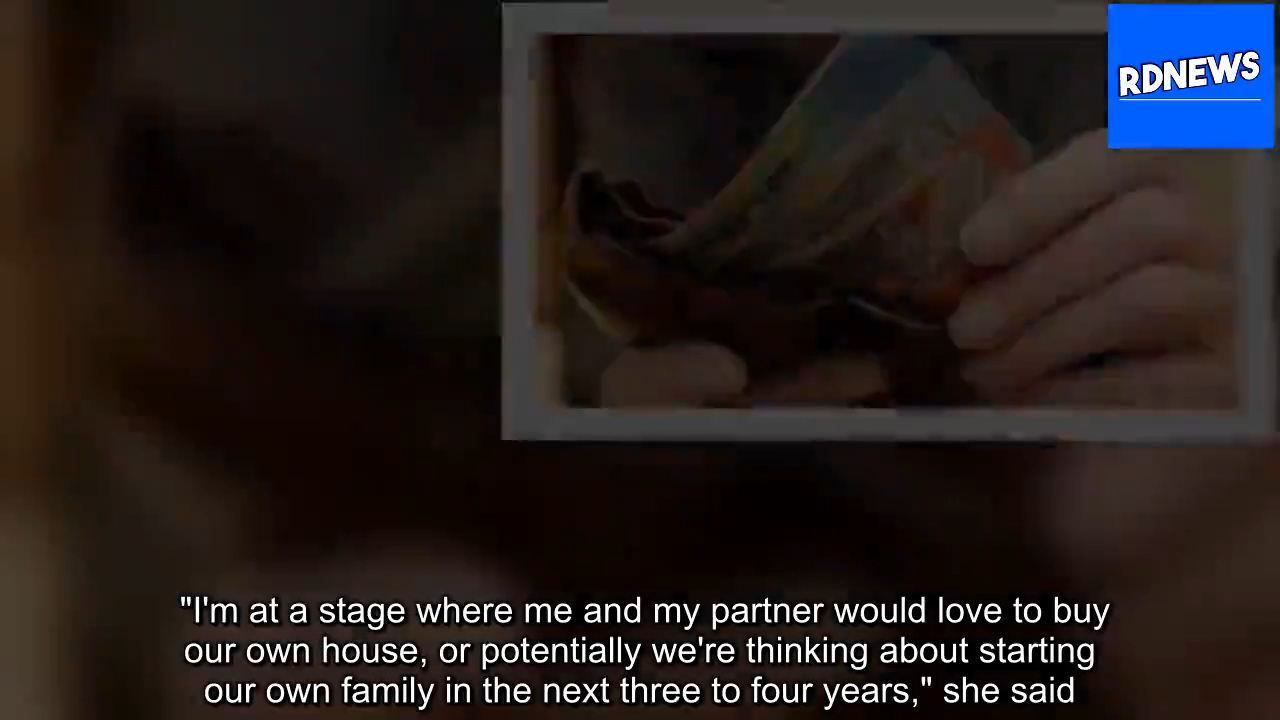 RDNEWS
"I'm at a stage where me and my partner would love to buy
our own house, or potentially we're thinking about starting
our own family in the next three to four years," she said